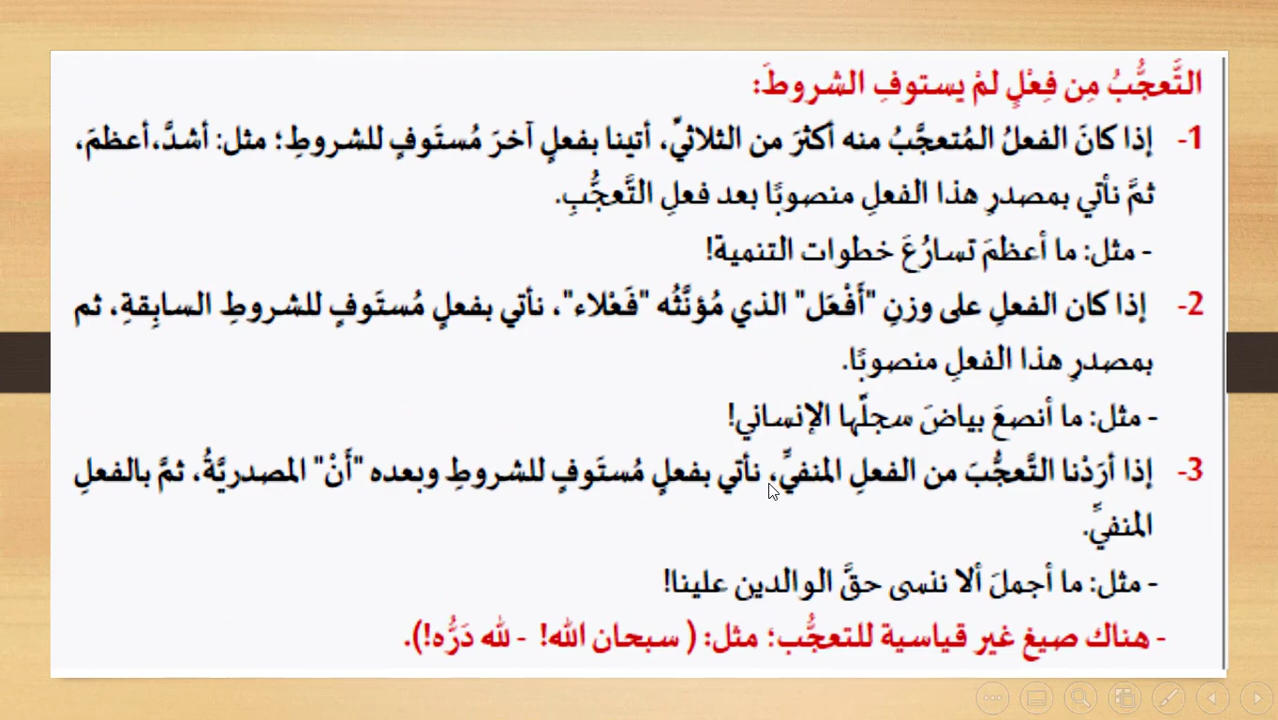 التَّعجُّبُ مِن فِعْلٍ لمْ يستوفِ الشروطَ:
1- إذا كانَ الفعلُ المُتعجَّبُ منه أكثرَ من الثلاثيِّ، أتينا بفعلٍ آخرَ مُستَوفٍ للشروطِ؛ مثل: أشدَّ،أعظمَ،
ثمَّ نأتي بمصدرِ هذا الفعلِ منصوبًا بعد فعلِ التَّعجُّبِ.
- مثل: ما أعظمَ تسارُعَ خطوات التنمية!
2- إذا كان الفعلِ على وزنِ "أَفْعَل" الذي مُؤنَّثُه "فَعْلاء"، نأتي بفعلٍ مُستَوفٍ للشروطِ السابِقةِ، ثم
بمصدرِ هذا الفعلِ منصوبًا.
- مثل: ما أنصعَ بياضَ سجلّها الإنساني!
3- إذا أرَدْنا التَّعجُّبَ من الفعلِ المنفيِّ، نأتي بفعلٍ مُستَوفٍ للشروطِ وبعده "أَنْ" المصدريَّةُ، ثمَّ بالفعلِ
المنفيِّ.
- مثل: ما أجملَ ألا ننسى حقَّ الوالدين علينا!
- هناك صيغ غير قياسية للتعجُّب؛ مثل: ( سبحان الله! - لله دَرُّه!).